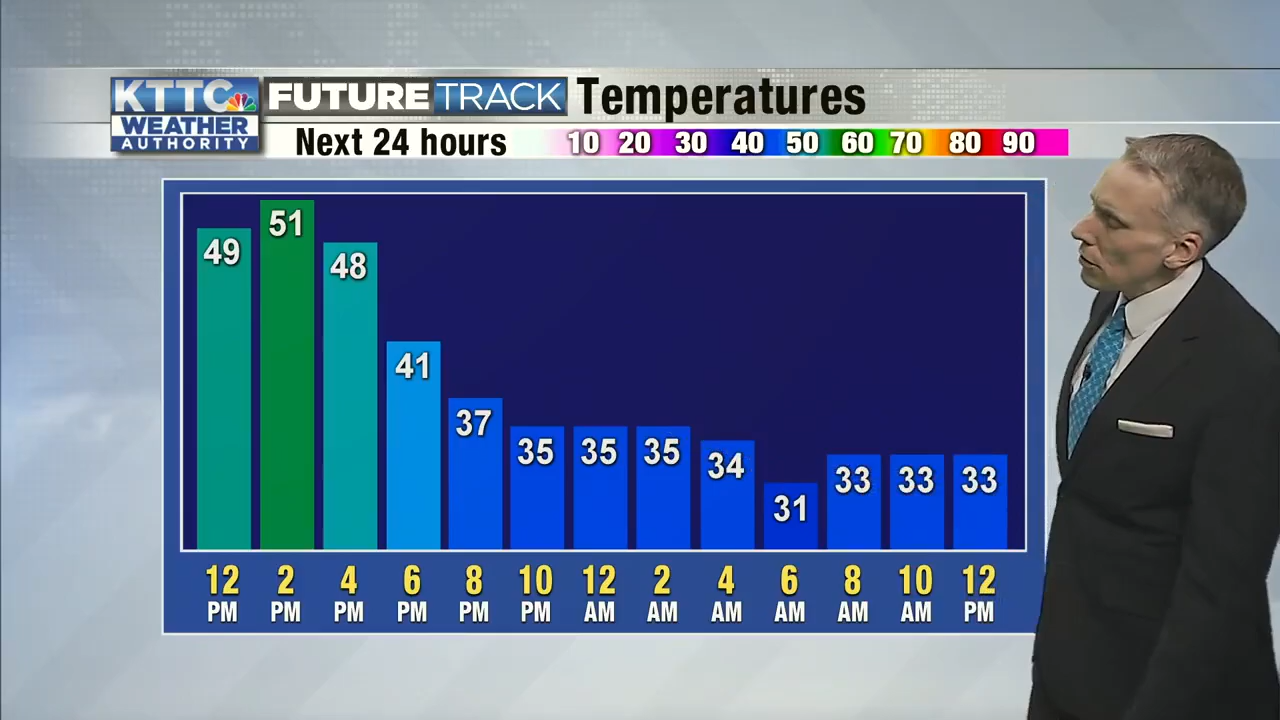 KTTC
WEATHER
AUTHORITY
FUTURE TRACK Temperatures
Next 24 hours
10 20 30 40 50 60 70 80 90
49 51 48 41 37 35 35 35 34 31 33 33 33
12 2 4 6 8 10 12 2 4 6 8 10 12
PM PM PM PM PM PM AM AM AM AM AM AM PM